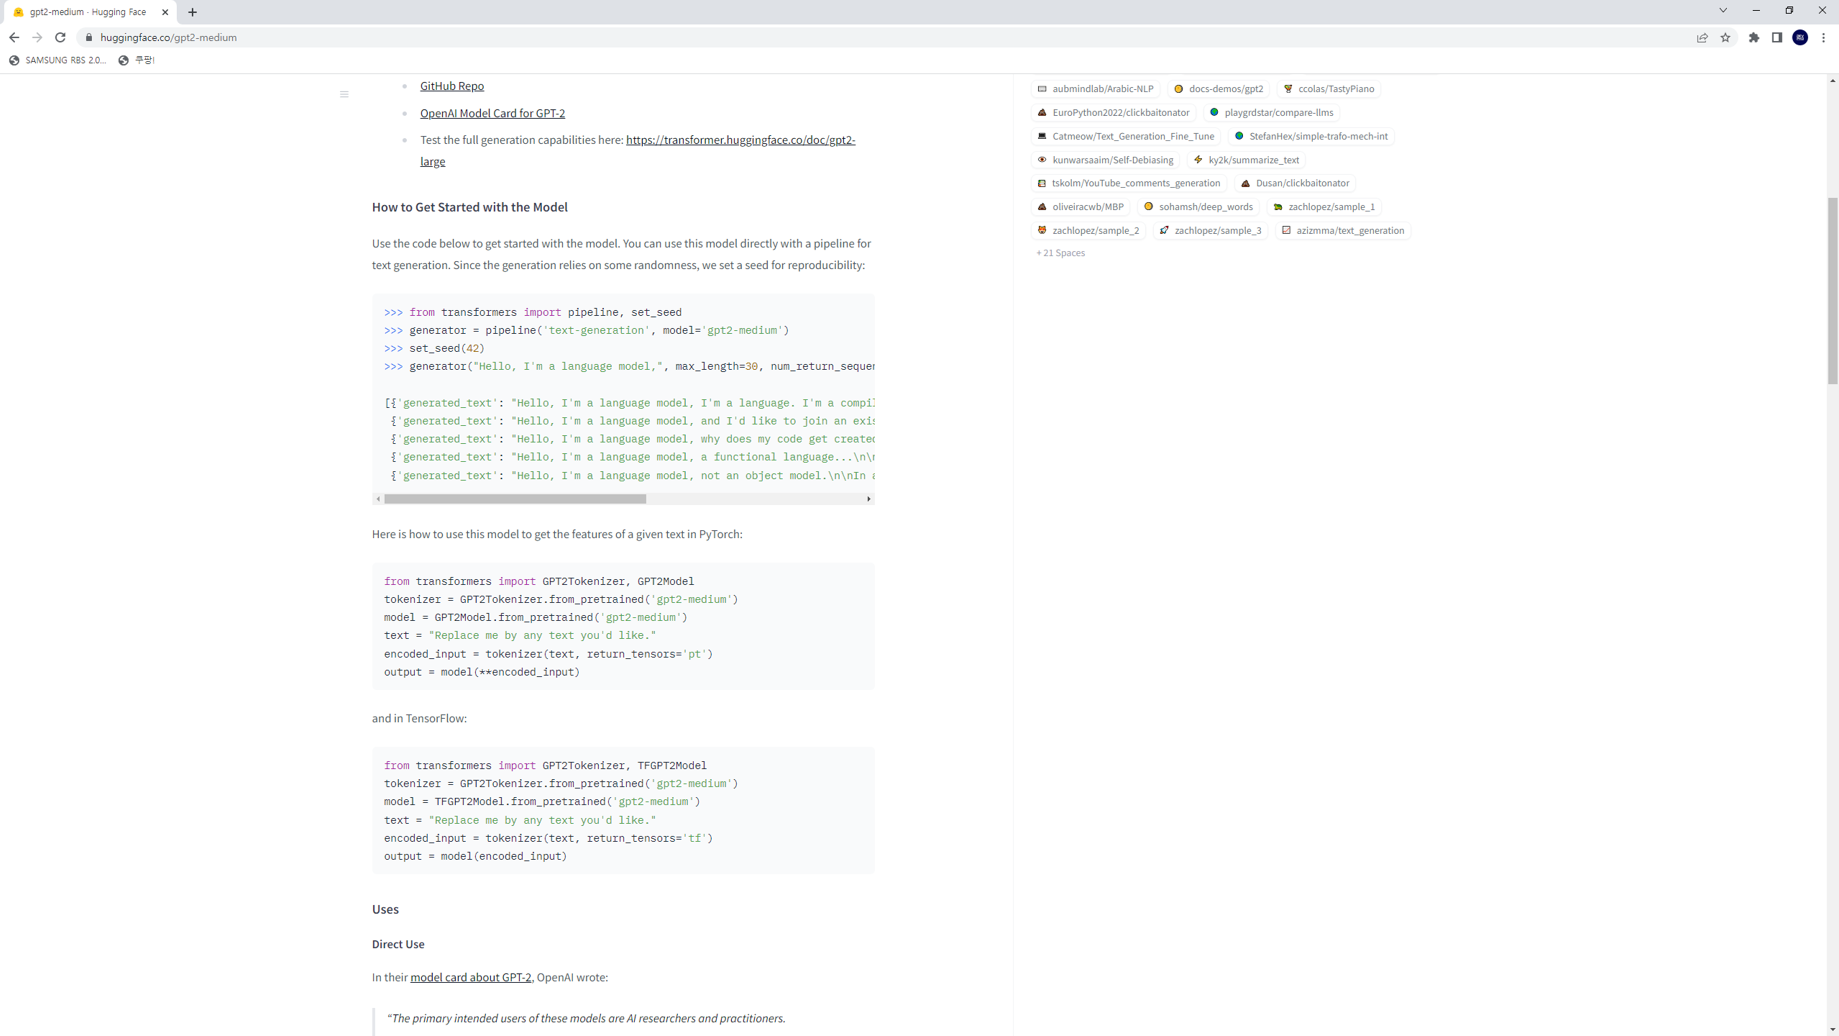 gpt2-medium · Hugging Face
huggingface.co/gpt2-medium
SAMSUNG RBS 2.0...
쿠팡!
GitHub Repo
OpenAI Model Card for GPT-2
Test the full generation capabilities here: https://transformer.huggingface.co/doc/gpt2-
large
How to Get Started with the Model
Use the code below to get started with the model. You can use this model directly with a pipeline for
text generation. Since the generation relies on some randomness, we set a seed for reproducibility:
>>> from transformers import pipeline, set_seed
>>> generator = pipeline('text-generation', model='gpt2-medium')
>>> set_seed(42)
>>> generator("Hello, I'm a language model,", max_length=30, num_return_sequen
[{'generated_text': "Hello, I'm a language model, I'm a language. I'm a compil
{'generated_text': "Hello, I'm a language model, and I'd like to join an exis
{'generated_text': "Hello, I'm a language model, why does my code get created
{'generated_text': "Hello, I'm a language model, a functional language...\n\n
{'generated_text': "Hello, I'm a language model, not an object model.\n\nIn a
Here is how to use this model to get the features of a given text in PyTorch:
from transformers import GPT2Tokenizer, GPT2Model
tokenizer = GPT2Tokenizer.from_pretrained('gpt2-medium')
model = GPT2Model.from_pretrained('gpt2-medium')
text = "Replace me by any text you'd like."
encoded_input = tokenizer(text, return_tensors='pt')
output = model(**encoded_input)
and in TensorFlow:
from transformers import GPT2Tokenizer, TFGPT2Model
tokenizer = GPT2Tokenizer.from_pretrained('gpt2-medium')
model = TFGPT2Model.from_pretrained('gpt2-medium')
text = "Replace me by any text you'd like."
encoded_input = tokenizer(text, return_tensors='tf')
output = model(encoded_input)
Uses
Direct Use
In their model card about GPT-2, OpenAI wrote:
“The primary intended users of these models are AI researchers and practitioners.
aubmindlab/Arabic-NLP docs-demos/gpt2 ccolas/TastyPiano
EuroPython2022/clickbaitonator playgrdstar/compare-llms
Catmeow/Text_Generation_Fine_Tune StefanHex/simple-trafo-mech-int
kunwarsaaim/Self-Debiasing ky2k/summarize_text
tskolm/YouTube_comments_generation Dusan/clickbaitonator
oliveiracwb/MBP sohamsh/deep_words zachlopez/sample_1
zachlopez/sample_2 zachlopez/sample_3 azizmma/text_generation
+ 21 Spaces